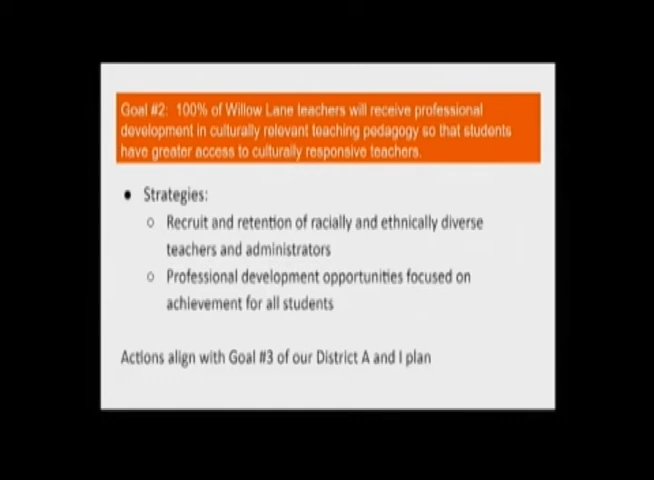 Goal #2: 100% of Willow Lane teachers will receive professional
development in culturally relevant teaching pedagogy so that students
have greater access to culturally responsive teachers.
● Strategies:
○ Recruit and retention of racially and ethnically diverse
teachers and administrators
○ Professional development opportunities focused on
achievement for all students
Actions align with Goal #3 of our District A and I plan